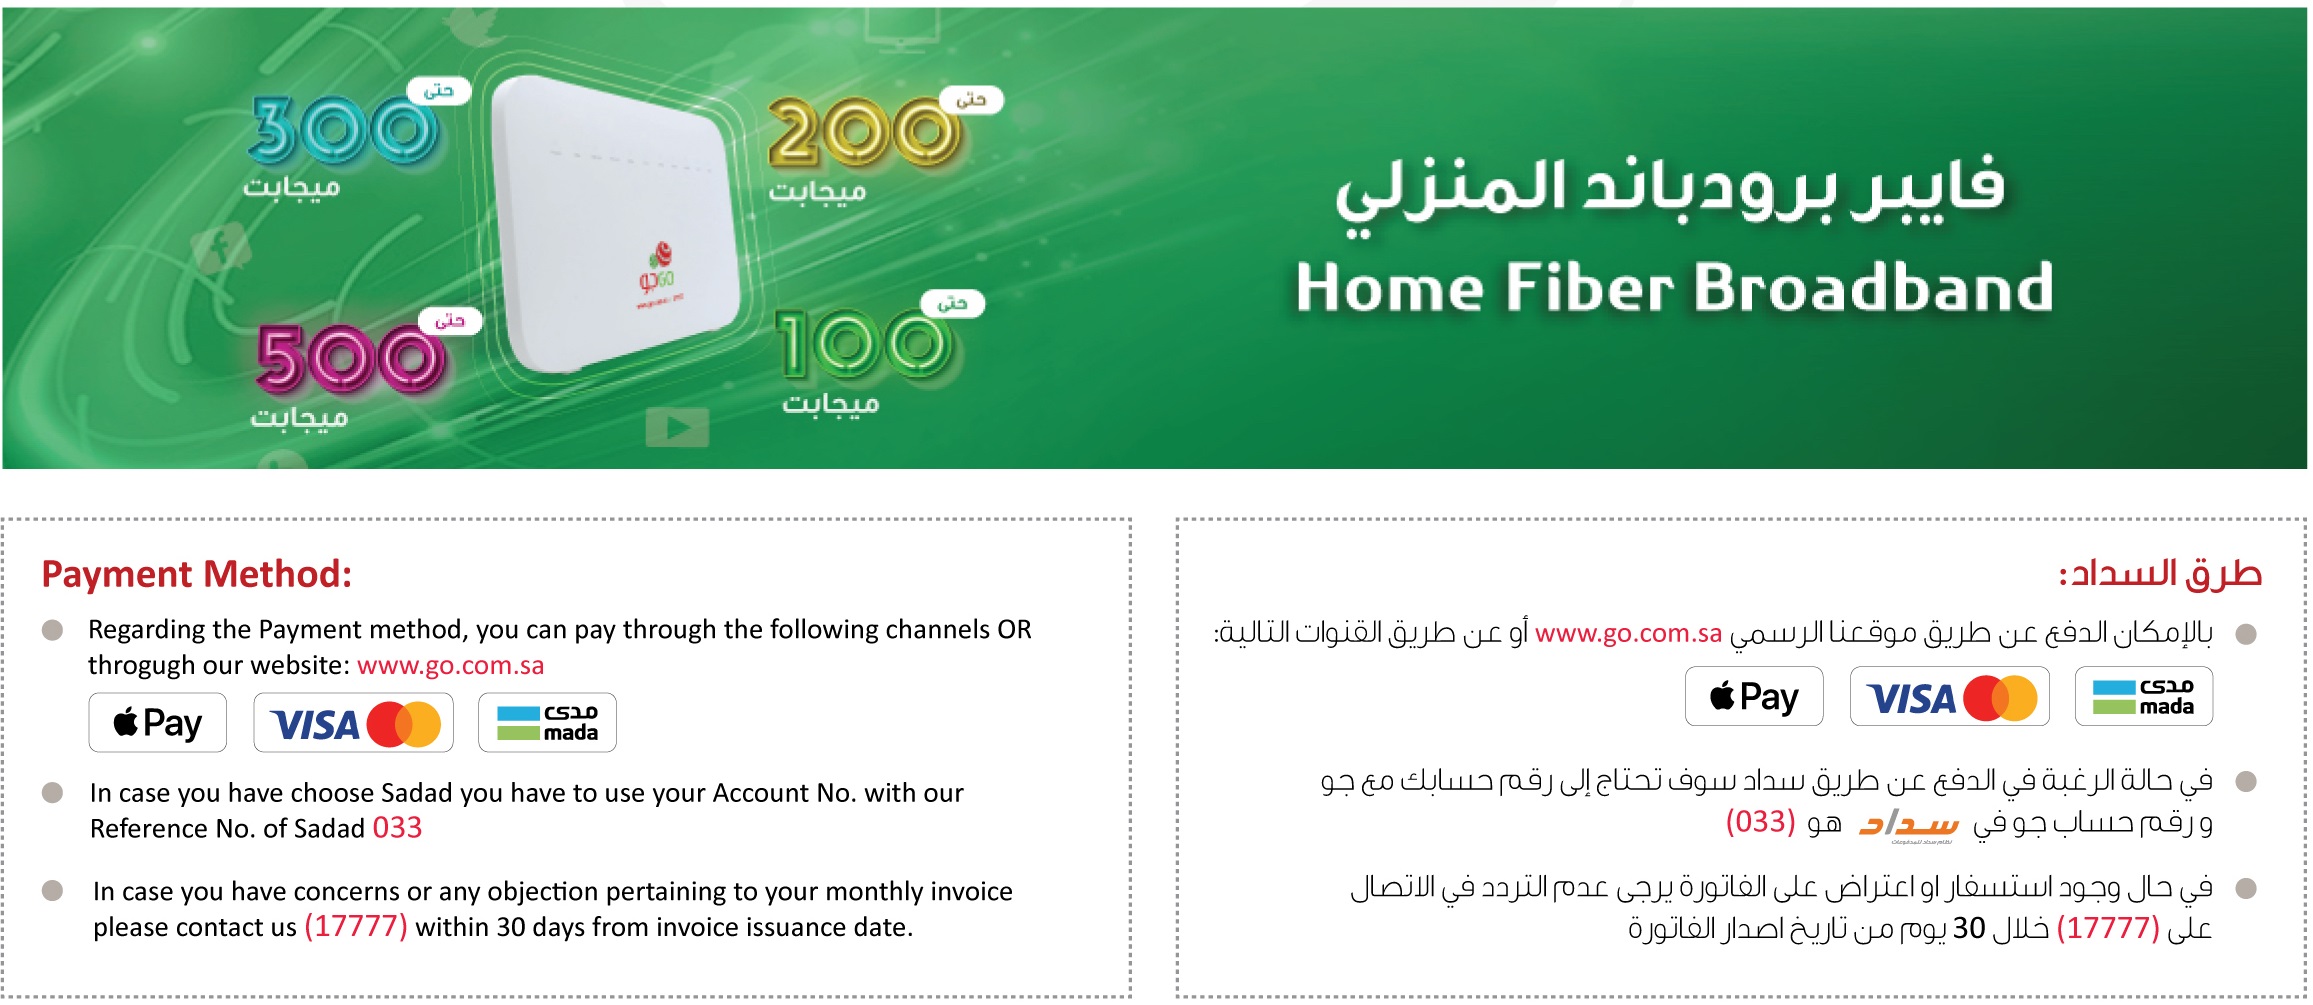 حتى
300
ميجابت
حتى
200
ميجابت
حتى
500
ميجابت
حتى
100
ميجابت
جو GO
فايبر برودباند المنزلي
Home Fiber Broadband
Payment Method:
Regarding the Payment method, you can pay through the following channels OR
throgugh our website: www.go.com.sa
Pay
VISA
مدى
mada
In case you have choose Sadad you have to use your Account No. with our
Reference No. of Sadad 033
In case you have concerns or any objection pertaining to your monthly invoice
please contact us (17777) within 30 days from invoice issuance date.
طرق السداد:
بالإمكان الدفع عن طريق موقعنا الرسمي www.go.com.sa أو عن طريق القنوات التالية:
Pay
VISA
مدى
mada
في حالة الرغبة في الدفع عن طريق سداد سوف تحتاج إلى رقم حسابك مع جو
و رقم حساب جو في سداد هو (033)
نظام سداد للمدفوعات
في حال وجود استسفار او اعتراض على الفاتورة يرجى عدم التردد في الاتصال
على (17777) خلال 30 يوم من تاريخ اصدار الفاتورة